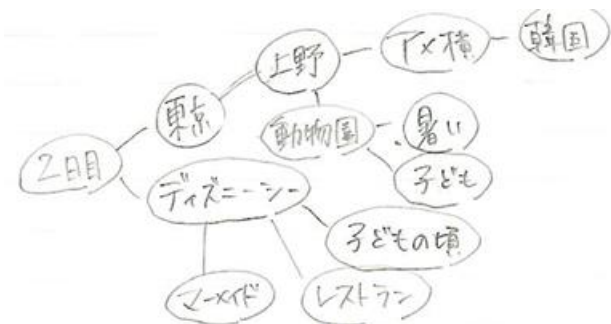 上野
アメ横
韓国
東京
動物園
暑い
2日目
子ども
ディズニーシー
子どもの頃
マーメイド
レストラン